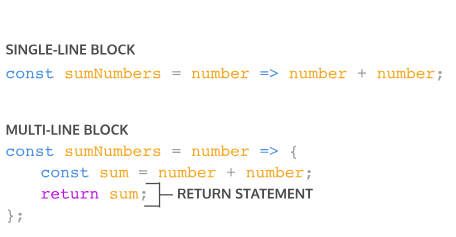 SINGLE-LINE BLOCK
const sumNumbers = number => number + number;
MULTI-LINE BLOCK
const sumNumbers = number => {
const sum = number + number;
return sum; RETURN STATEMENT
};